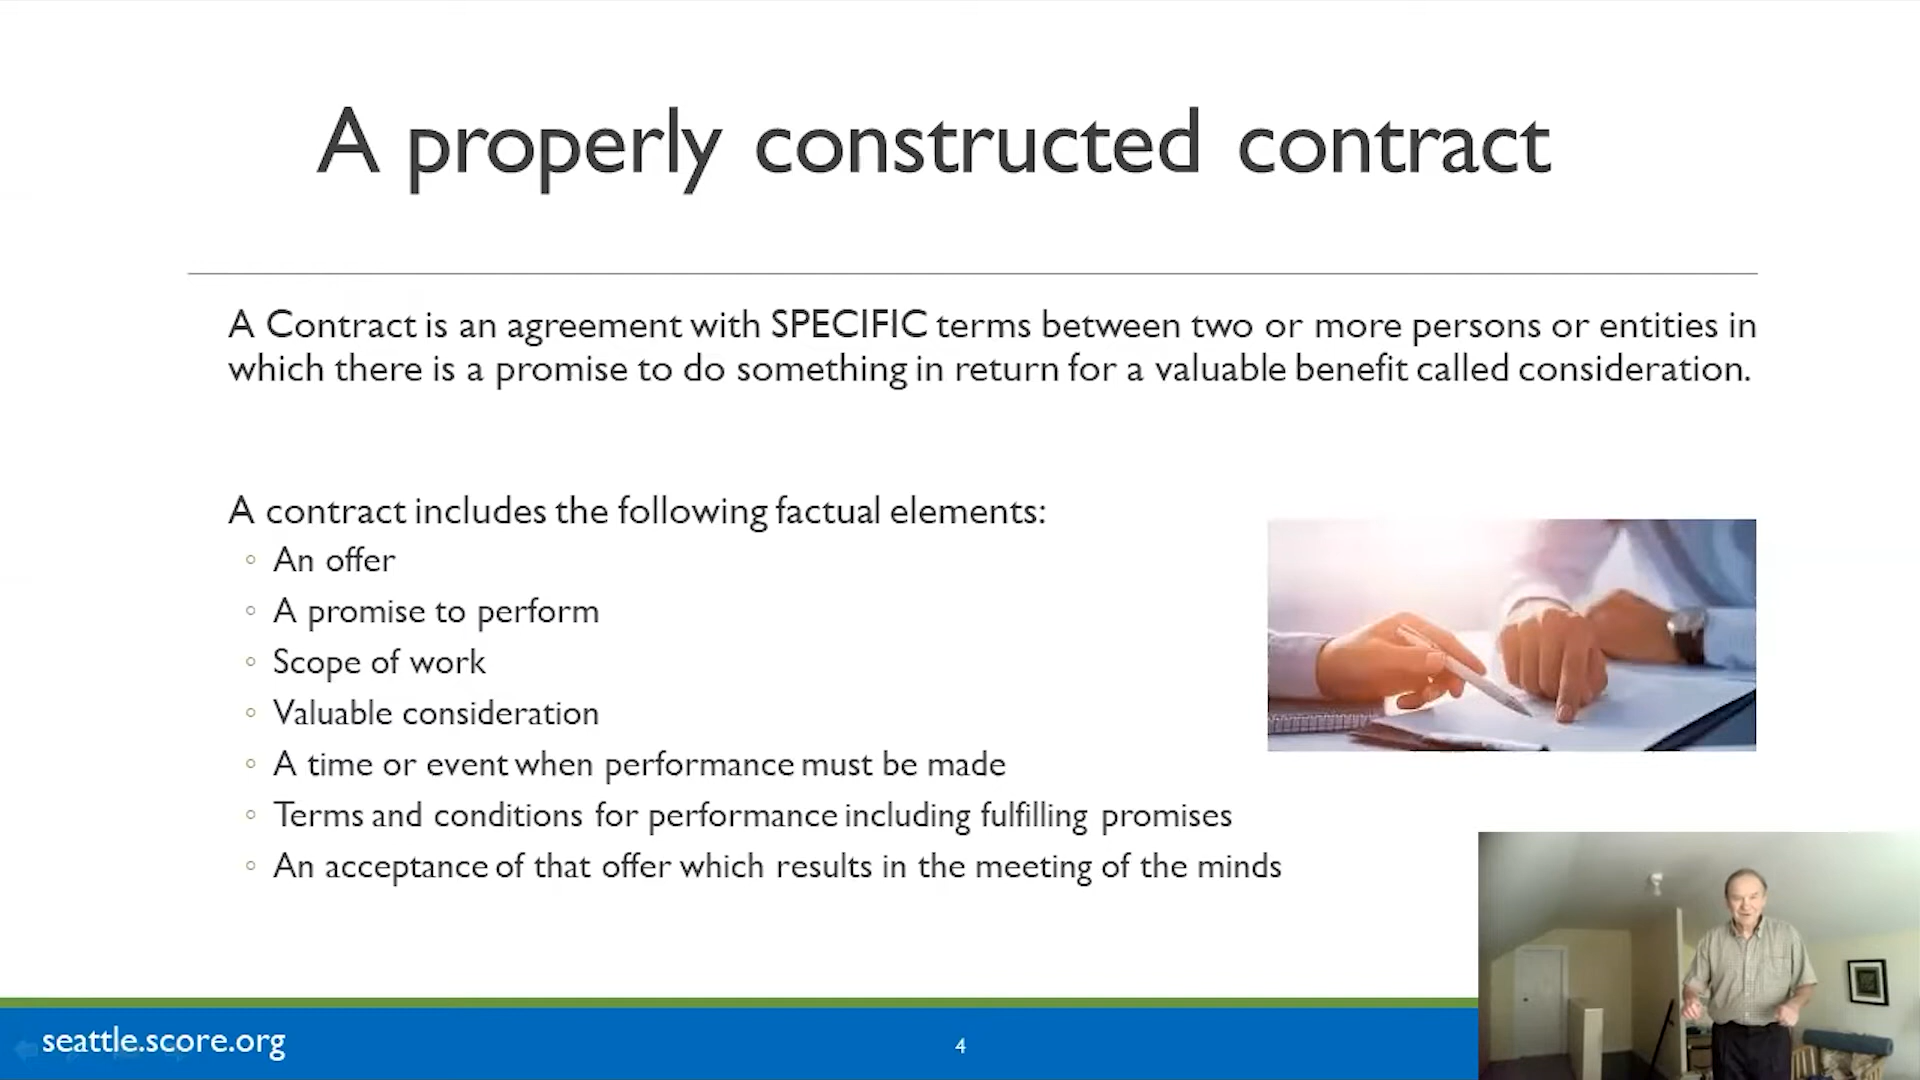 A properly constructed contract
A Contract is an agreement with SPECIFIC terms between two or more persons or entities in
which there is a promise to do something in return for a valuable benefit called consideration.
A contract includes the following factual elements:
◦ An offer
◦ A promise to perform
◦ Scope of work
◦ Valuable consideration
◦ A time or event when performance must be made
◦ Terms and conditions for performance including fulfilling promises
◦ An acceptance of that offer which results in the meeting of the minds
seattle.score.org
4